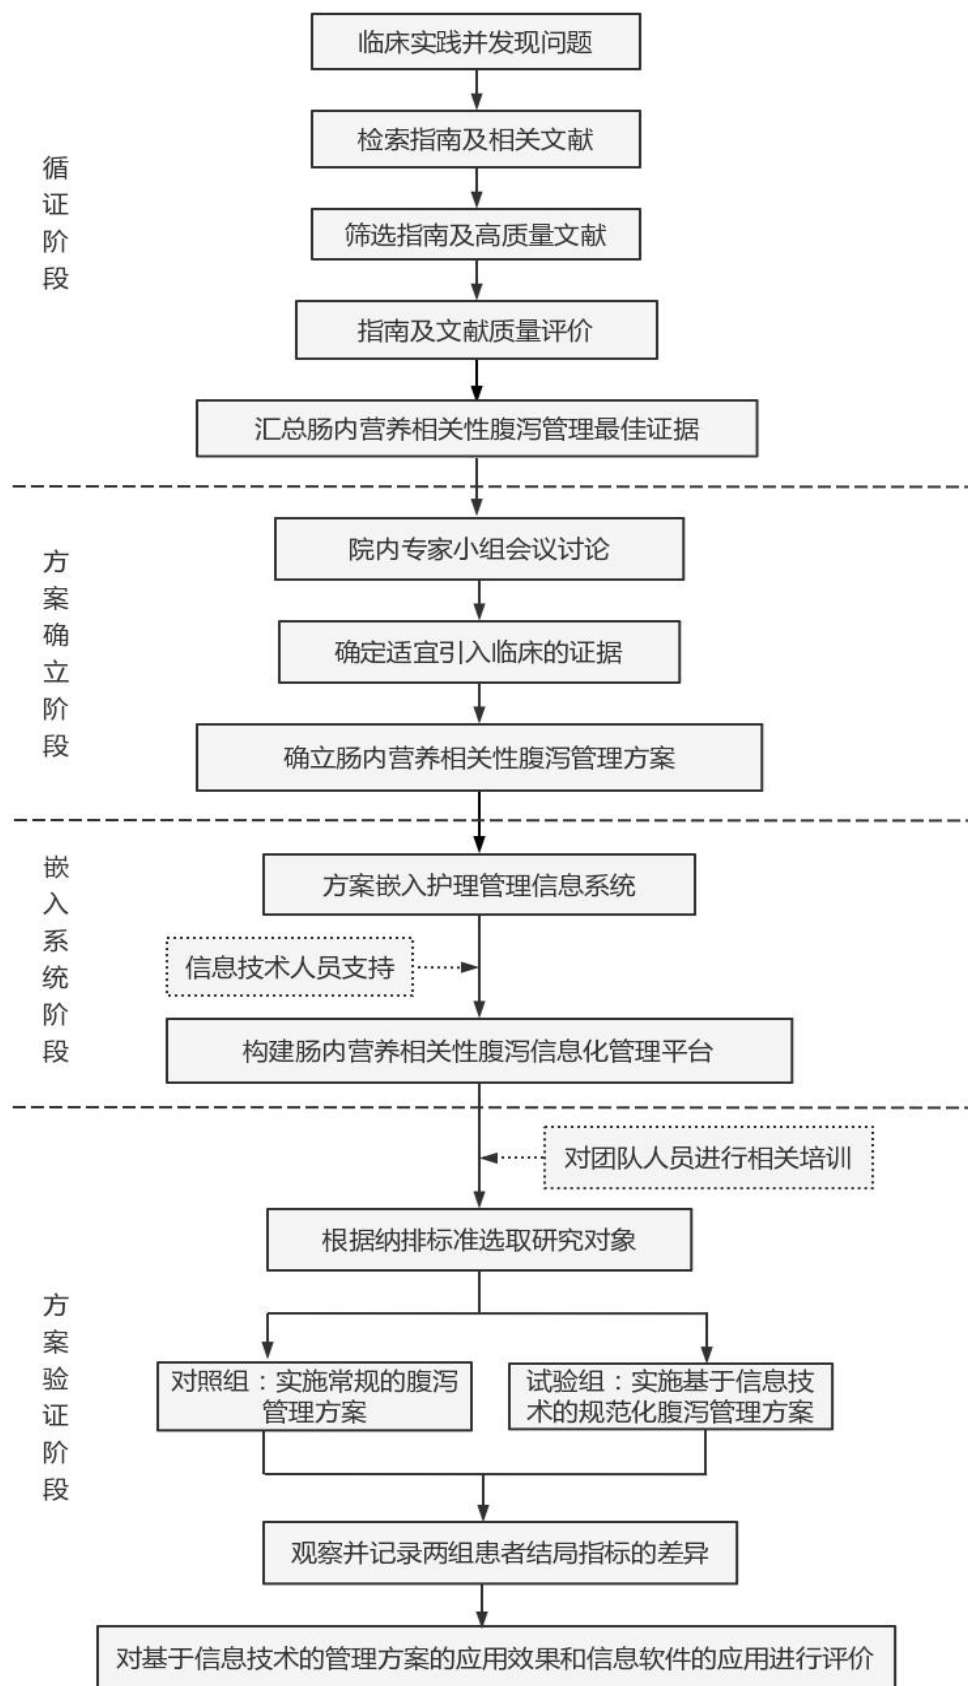 临床实践并发现问题
检索指南及相关文献
筛选指南及高质量文献
指南及文献质量评价
汇总肠内营养相关性腹泻管理最佳证据
循证阶段
院内专家小组会议讨论
确定适宜引入临床的证据
确立肠内营养相关性腹泻管理方案
方案确立阶段
方案嵌入护理管理信息系统
信息技术人员支持
构建肠内营养相关性腹泻信息化管理平台
嵌入系统阶段
对团队人员进行相关培训
根据纳排标准选取研究对象
对照组：实施常规的腹泻
管理方案
试验组：实施基于信息技
术的规范化腹泻管理方案
方案验证阶段
观察并记录两组患者结局指标的差异
对基于信息技术的管理方案的应用效果和信息软件的应用进行评价